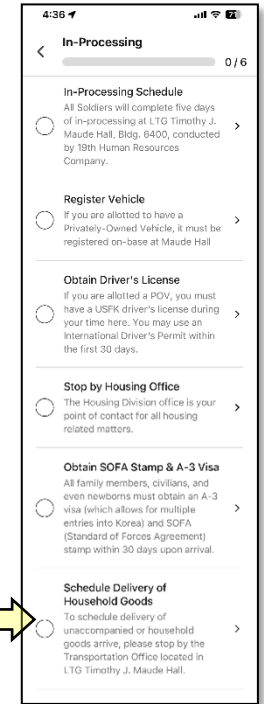 4:36
71
In-Processing
0/6
In-Processing Schedule
All Soldiers will complete five days
of in-processing at LTG Timothy J.
Maude Hall, Bldg. 6400, conducted
by 19th Human Resources
Company.
Register Vehicle
If you are allotted to have a
Privately-Owned Vehicle, it must be
registered on-base at Maude Hall
Obtain Driver's License
If you are allotted a POV, you must
have a USFK driver's license during
your time here. You may use an
International Driver's Permit within
the first 30 days.
Stop by Housing Office
The Housing Division office is your
point of contact for all housing
related matters.
Obtain SOFA Stamp & A-3 Visa
All family members, civilians, and
even newborns must obtain an A-3
visa (which allows for multiple
entries into Korea) and SOFA
(Standard of Forces Agreement)
stamp within 30 days upon arrival.
Schedule Delivery of
Household Goods
To schedule delivery of
unaccompanied or household
goods arrive, please stop by the
Transportation Office located in
LTG Timothy J. Maude Hall.